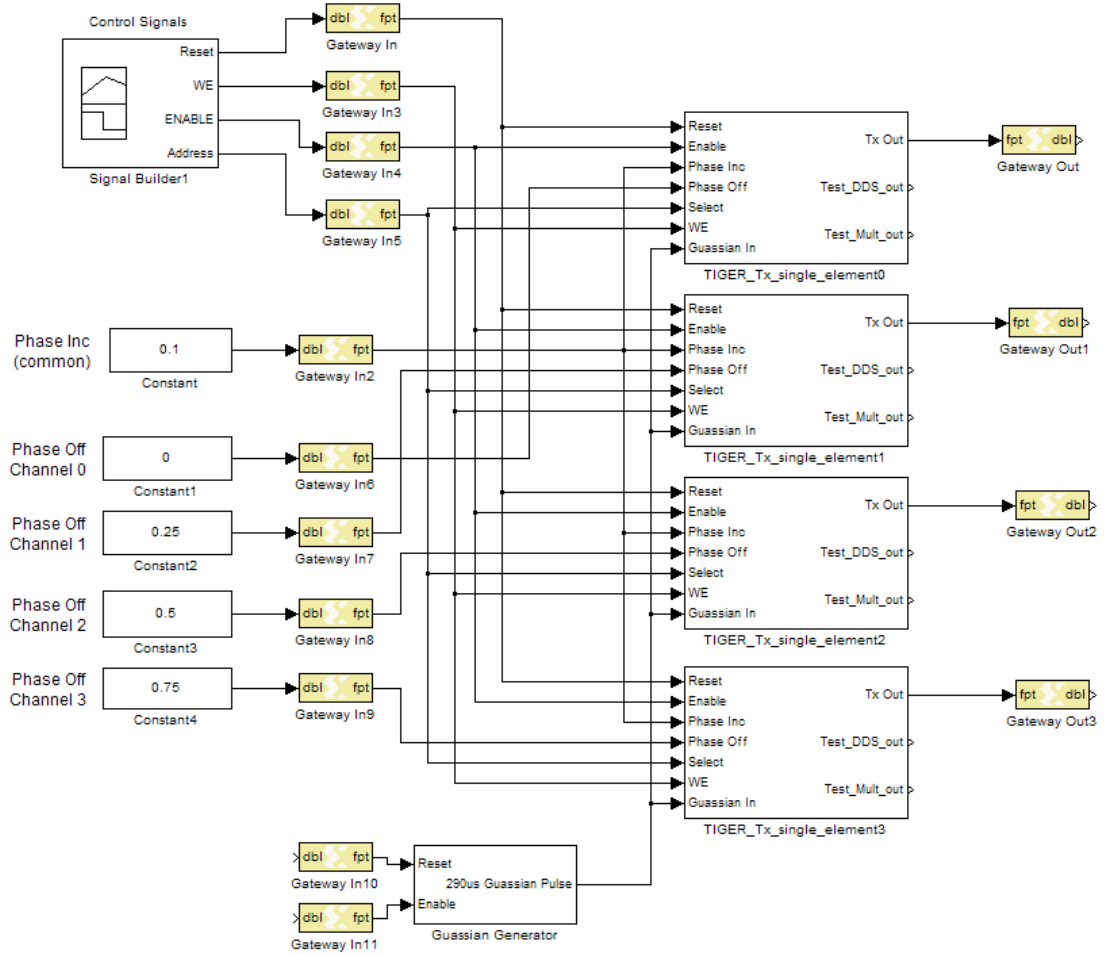 Control Signals
Reset
WE
ENABLE
Address
Signal Builder1
dbl fpt
Gateway In
dbl fpt
Gateway In3
dbl fpt
Gateway In4
dbl fpt
Gateway In5
Phase Inc
(common)
0.1
Constant
dbl fpt
Gateway In2
Phase Off
Channel 0
0
Constant1
dbl fpt
Gateway In6
Phase Off
Channel 1
0.25
Constant2
dbl fpt
Gateway In7
Phase Off
Channel 2
0.5
Constant3
dbl fpt
Gateway In8
Phase Off
Channel 3
0.75
Constant4
dbl fpt
Gateway In9
dbl fpt
Gateway In10
dbl fpt
Gateway In11
Reset
290us Guassian Pulse
Enable
Guassian Generator
Reset
Enable
Phase Inc
Phase Off
Select
WE
Guassian In
Tx Out
Test_DDS_out
Test_Mult_out
TIGER_Tx_single_element0
fpt dbl
Gateway Out
Reset
Enable
Phase Inc
Phase Off
Select
WE
Guassian In
Tx Out
Test_DDS_out
Test_Mult_out
TIGER_Tx_single_element1
fpt dbl
Gateway Out1
Reset
Enable
Phase Inc
Phase Off
Select
WE
Guassian In
Tx Out
Test_DDS_out
Test_Mult_out
TIGER_Tx_single_element2
fpt dbl
Gateway Out2
Reset
Enable
Phase Inc
Phase Off
Select
WE
Guassian In
Tx Out
Test_DDS_out
Test_Mult_out
TIGER_Tx_single_element3
fpt dbl
Gateway Out3